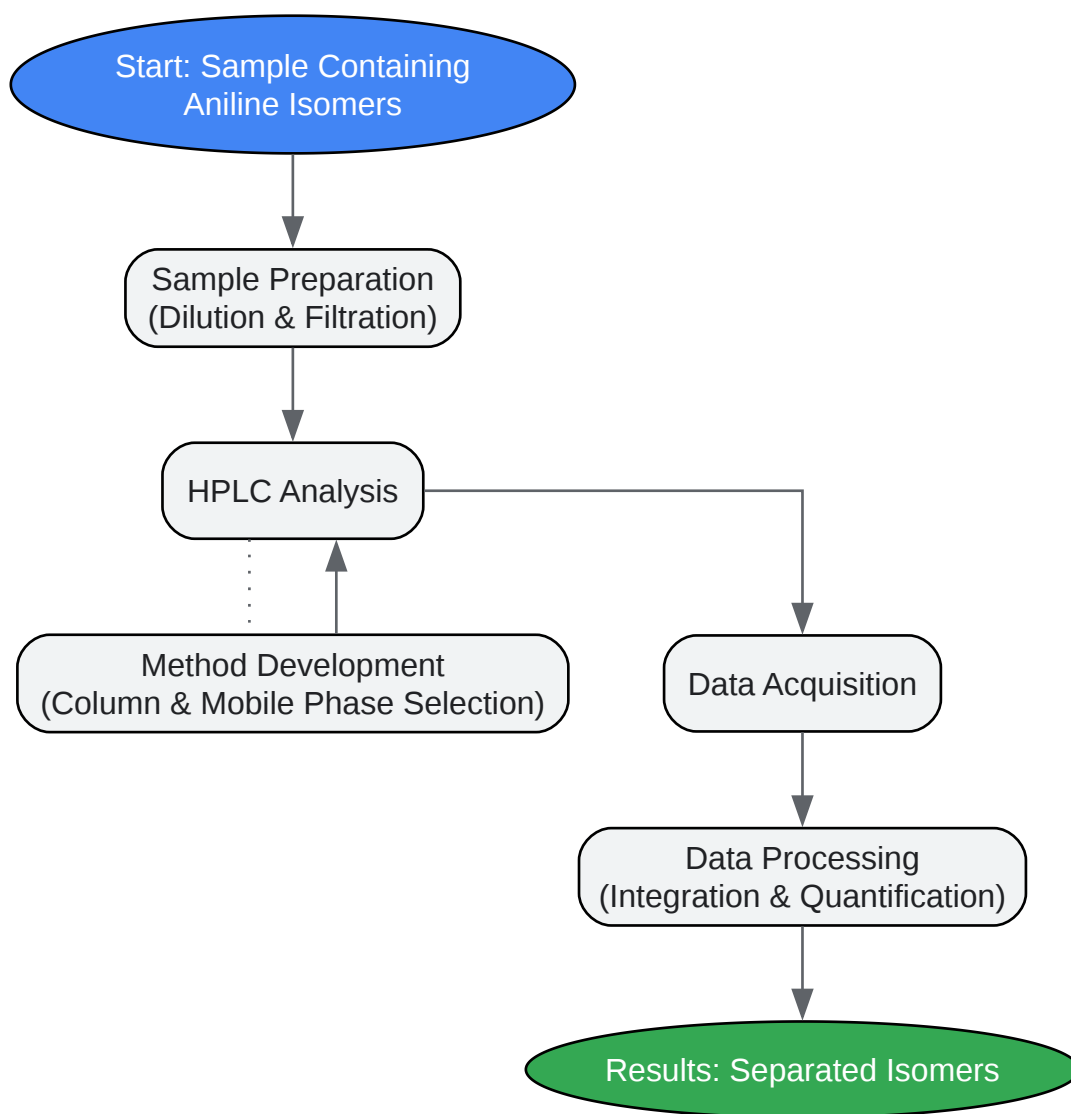 Start: Sample Containing
Aniline Isomers
Sample Preparation
(Dilution & Filtration)
HPLC Analysis
Method Development
(Column & Mobile Phase Selection)
Data Acquisition
Data Processing
(Integration & Quantification)
Results: Separated Isomers